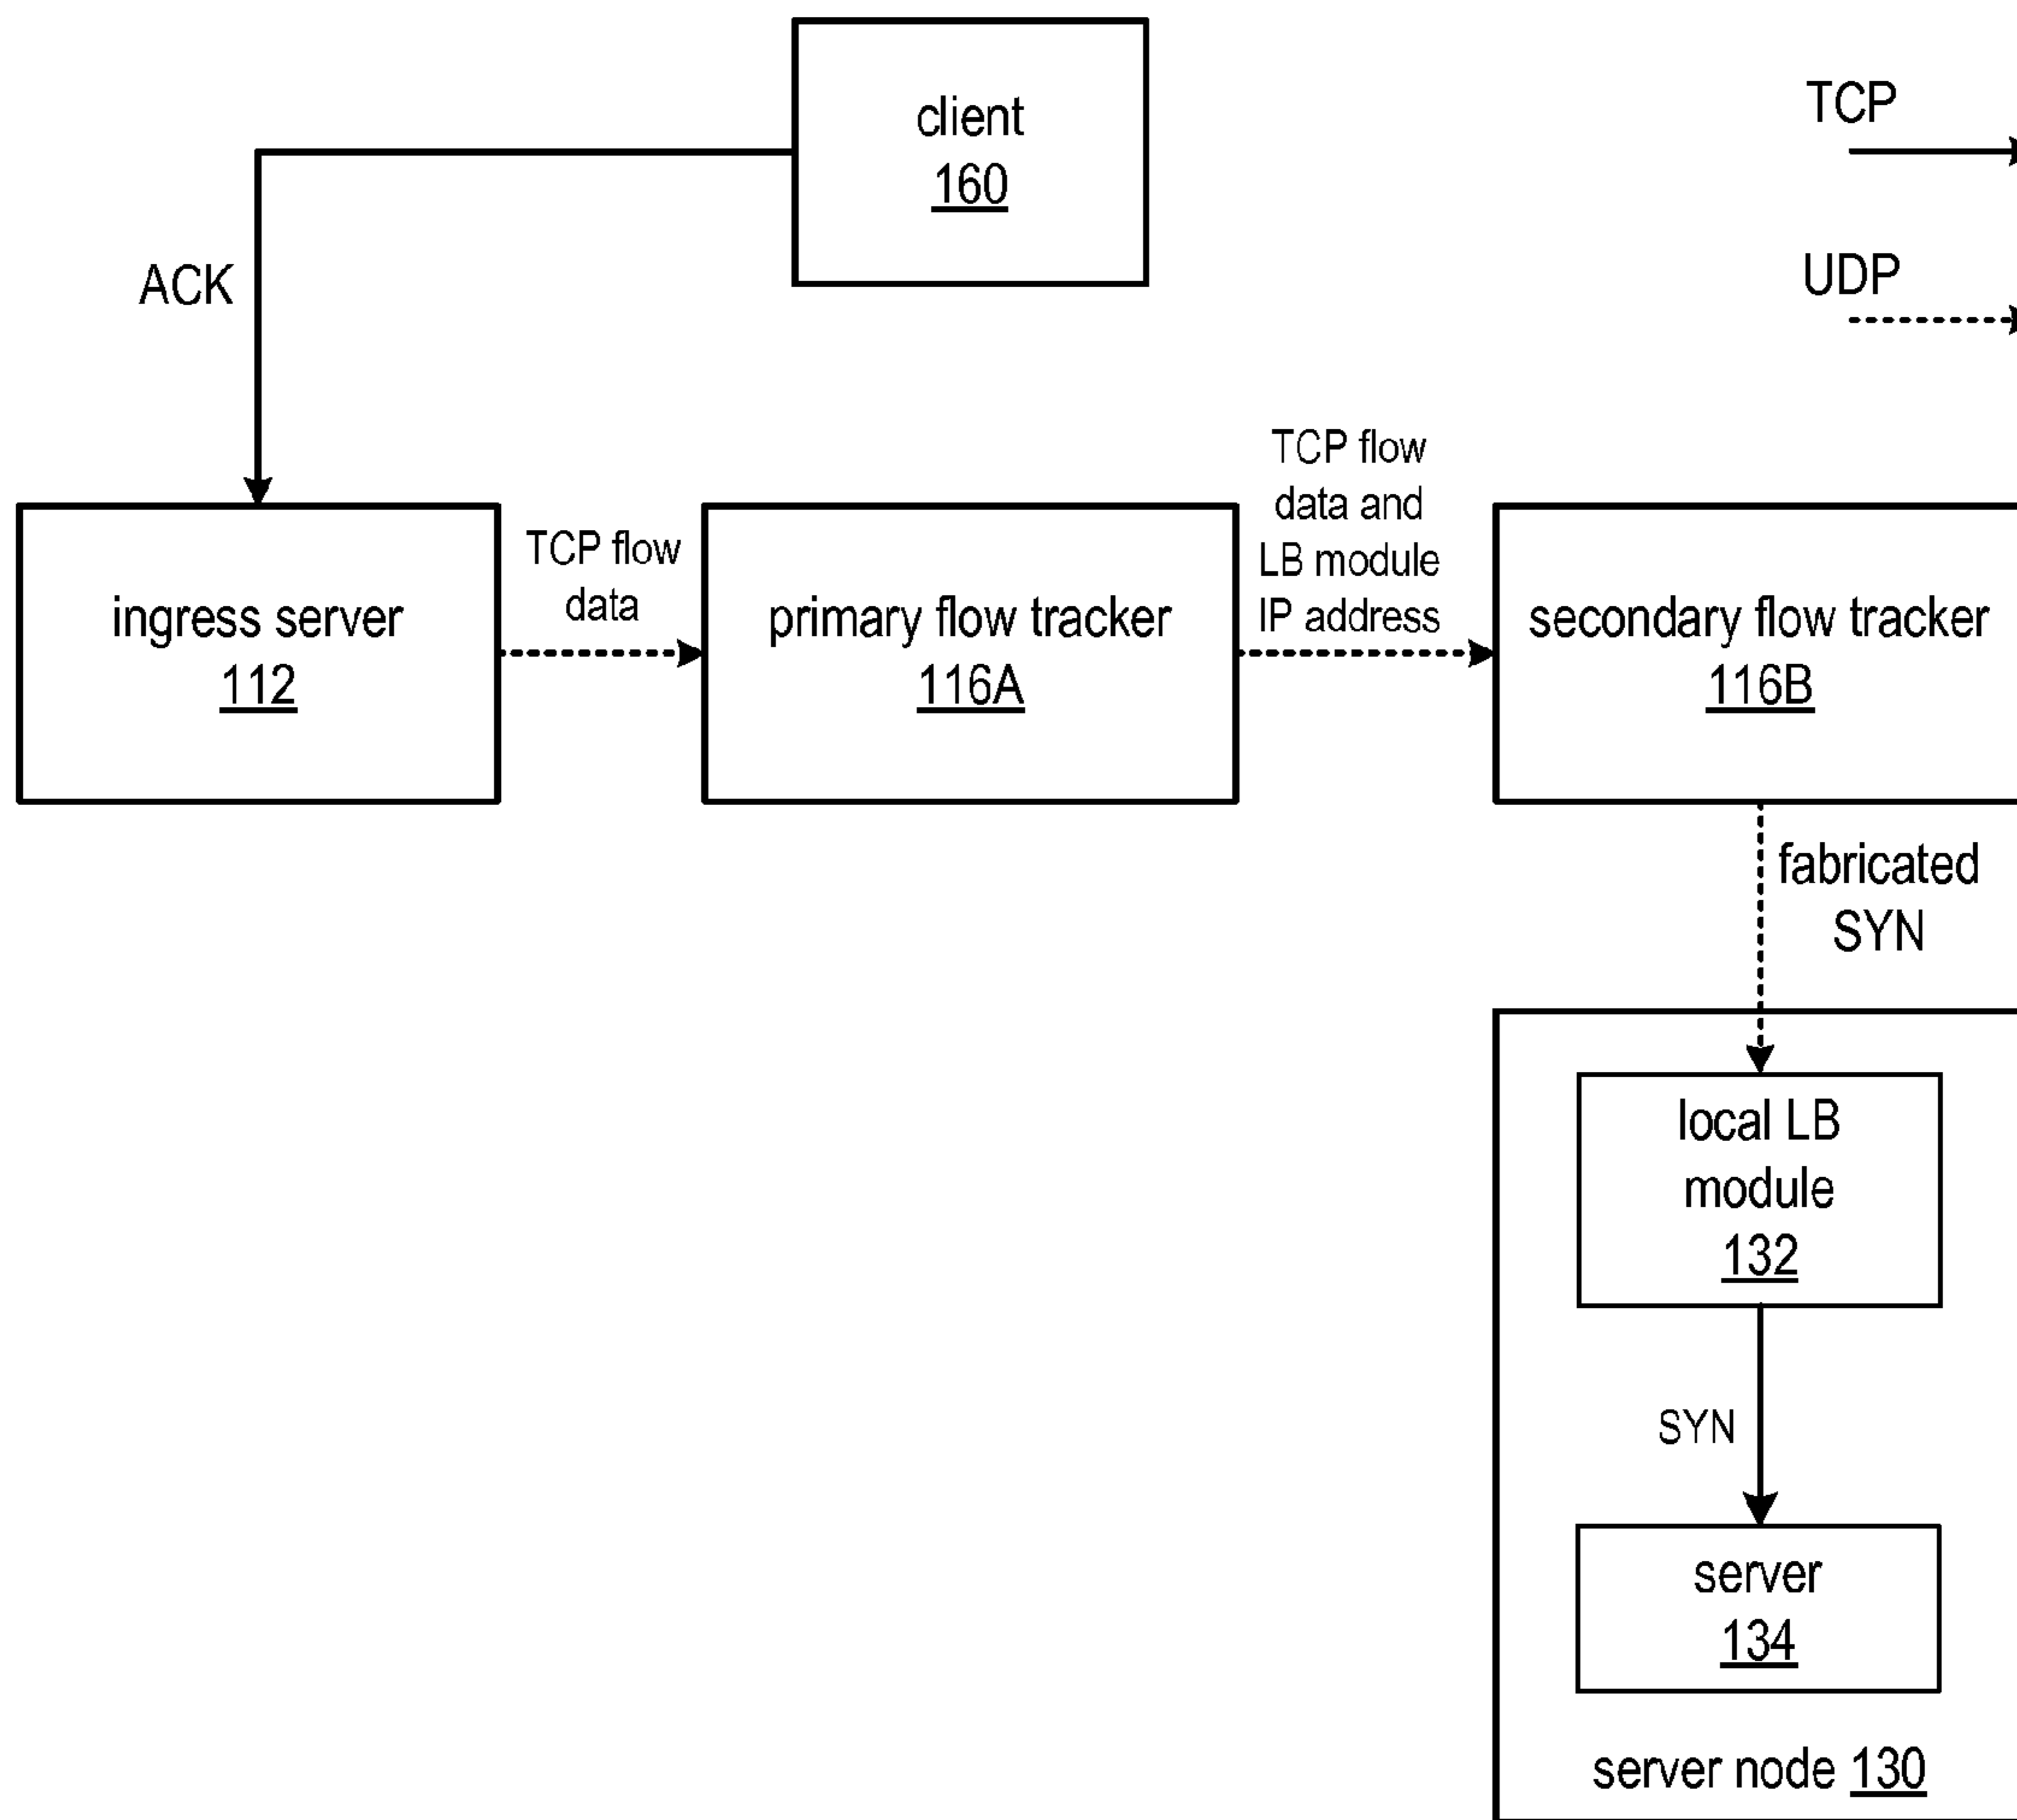 client
160
TCP
UDP
ACK
TCP flow
data
TCP flow
data and
LB module
IP address
ingress server
112
primary flow tracker
116A
secondary flow tracker
116B
fabricated
SYN
local LB
module
132
SYN
server
134
server node 130